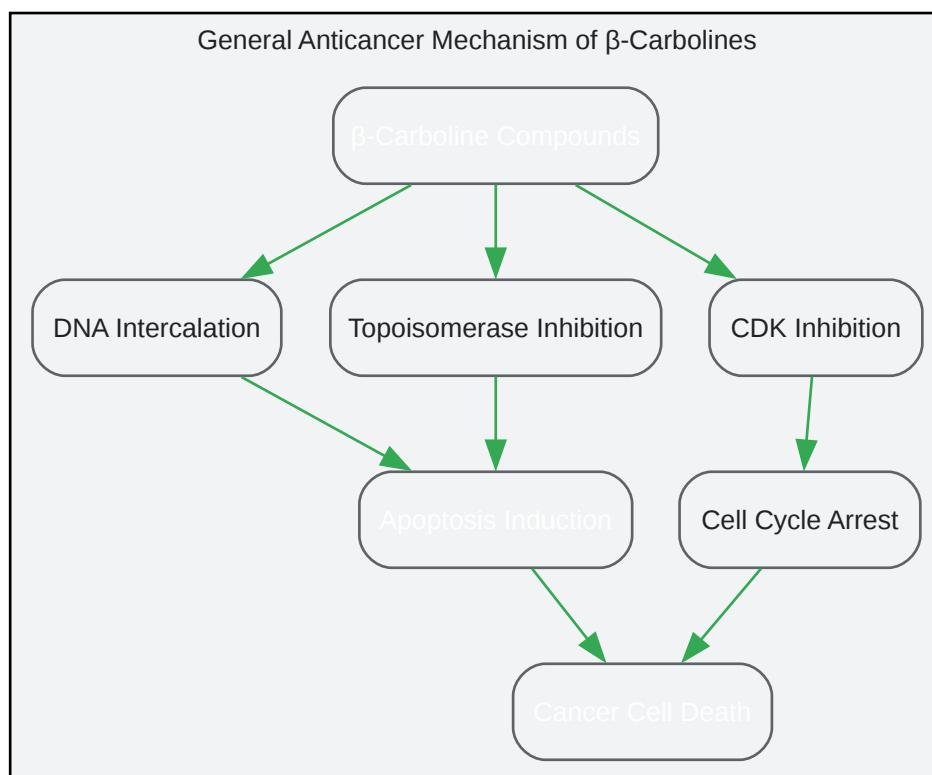 General Anticancer Mechanism of β-Carbolines
β-Carboline Compounds
DNA Intercalation
Topoisomerase Inhibition
CDK Inhibition
Apoptosis Induction
Cell Cycle Arrest
Cancer Cell Death